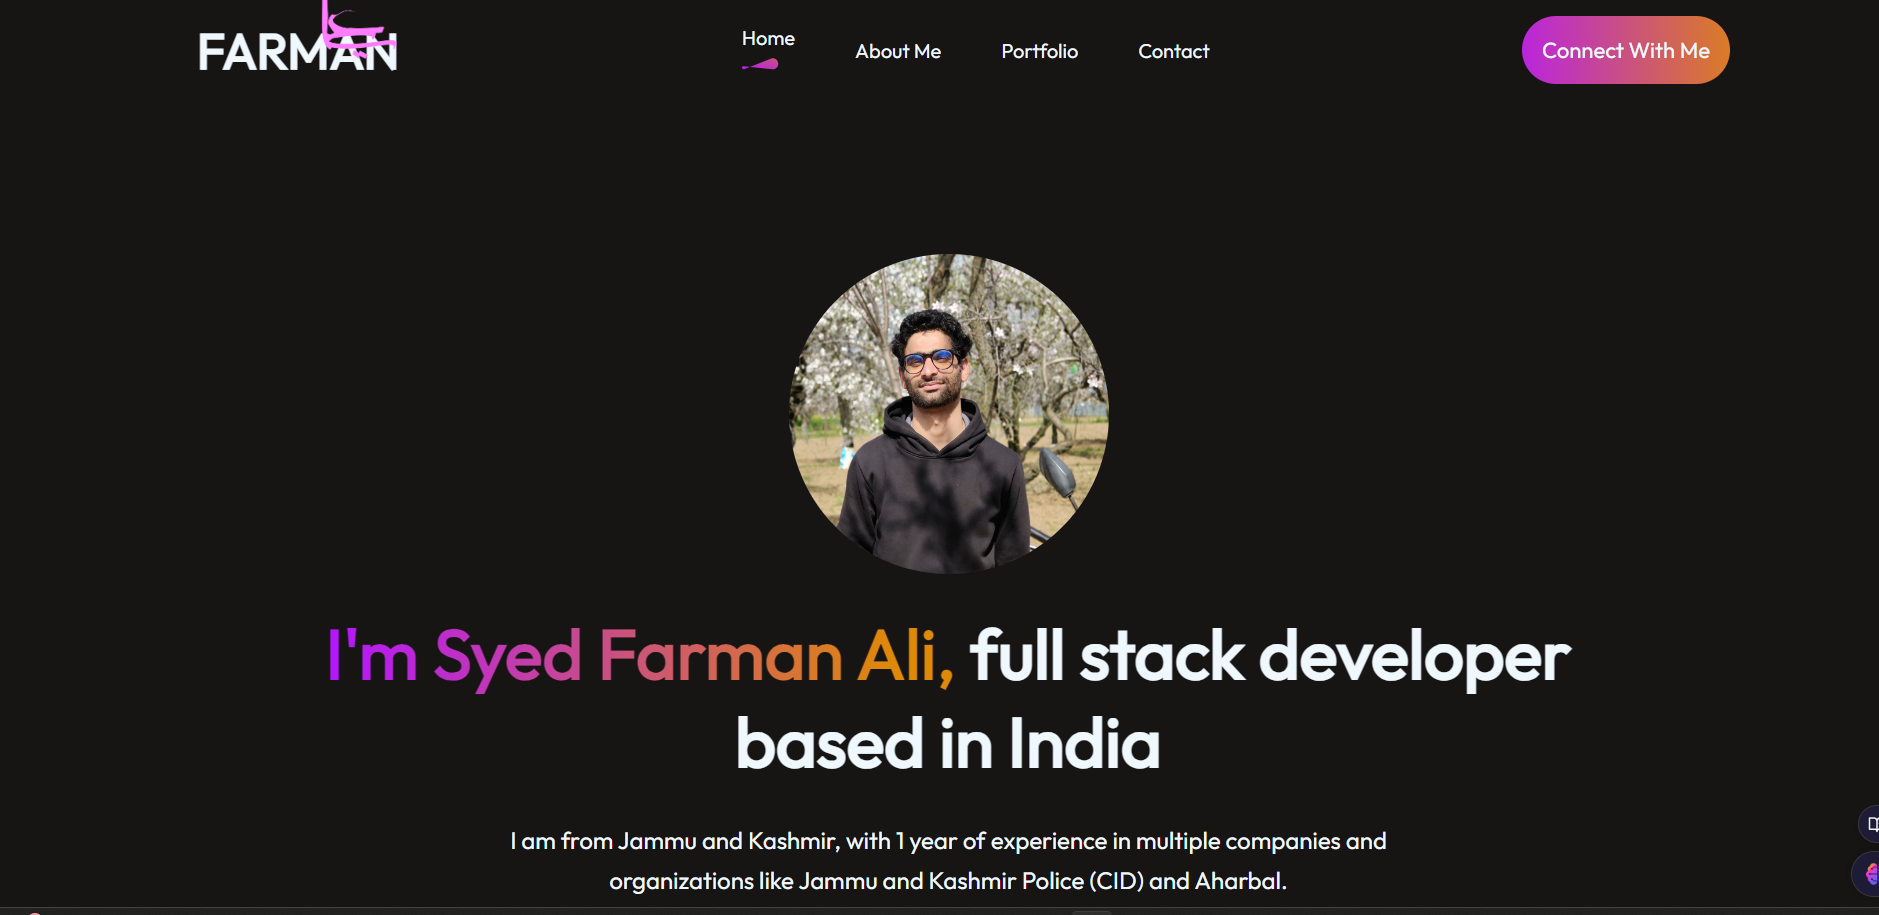 FARMAN
Home
About Me
Portfolio
Contact
Connect With Me
I'm Syed Farman Ali, full stack developer
based in India
I am from Jammu and Kashmir, with 1 year of experience in multiple companies and
organizations like Jammu and Kashmir Police (CID) and Aharbal.